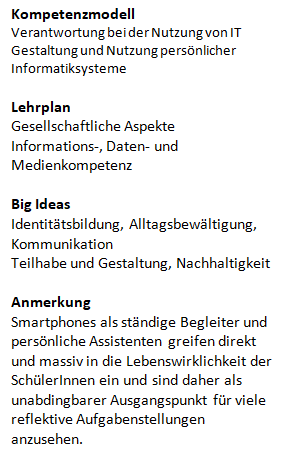 Kompetenzmodell
Verantwortung bei der Nutzung von IT
Gestaltung und Nutzung persönlicher
Informatiksysteme
Lehrplan
Gesellschaftliche Aspekte
Informations-, Daten- und
Medienkompetenz
Big Ideas
Identitätsbildung, Alltagsbewältigung,
Kommunikation
Teilhabe und Gestaltung, Nachhaltigkeit
Anmerkung
Smartphones als ständige Begleiter und
persönliche Assistenten greifen direkt
und massiv in die Lebenswirklichkeit der
SchülerInnen ein und sind daher als
unabdingbarer Ausgangspunkt für viele
reflektive Aufgabenstellungen
anzusehen.